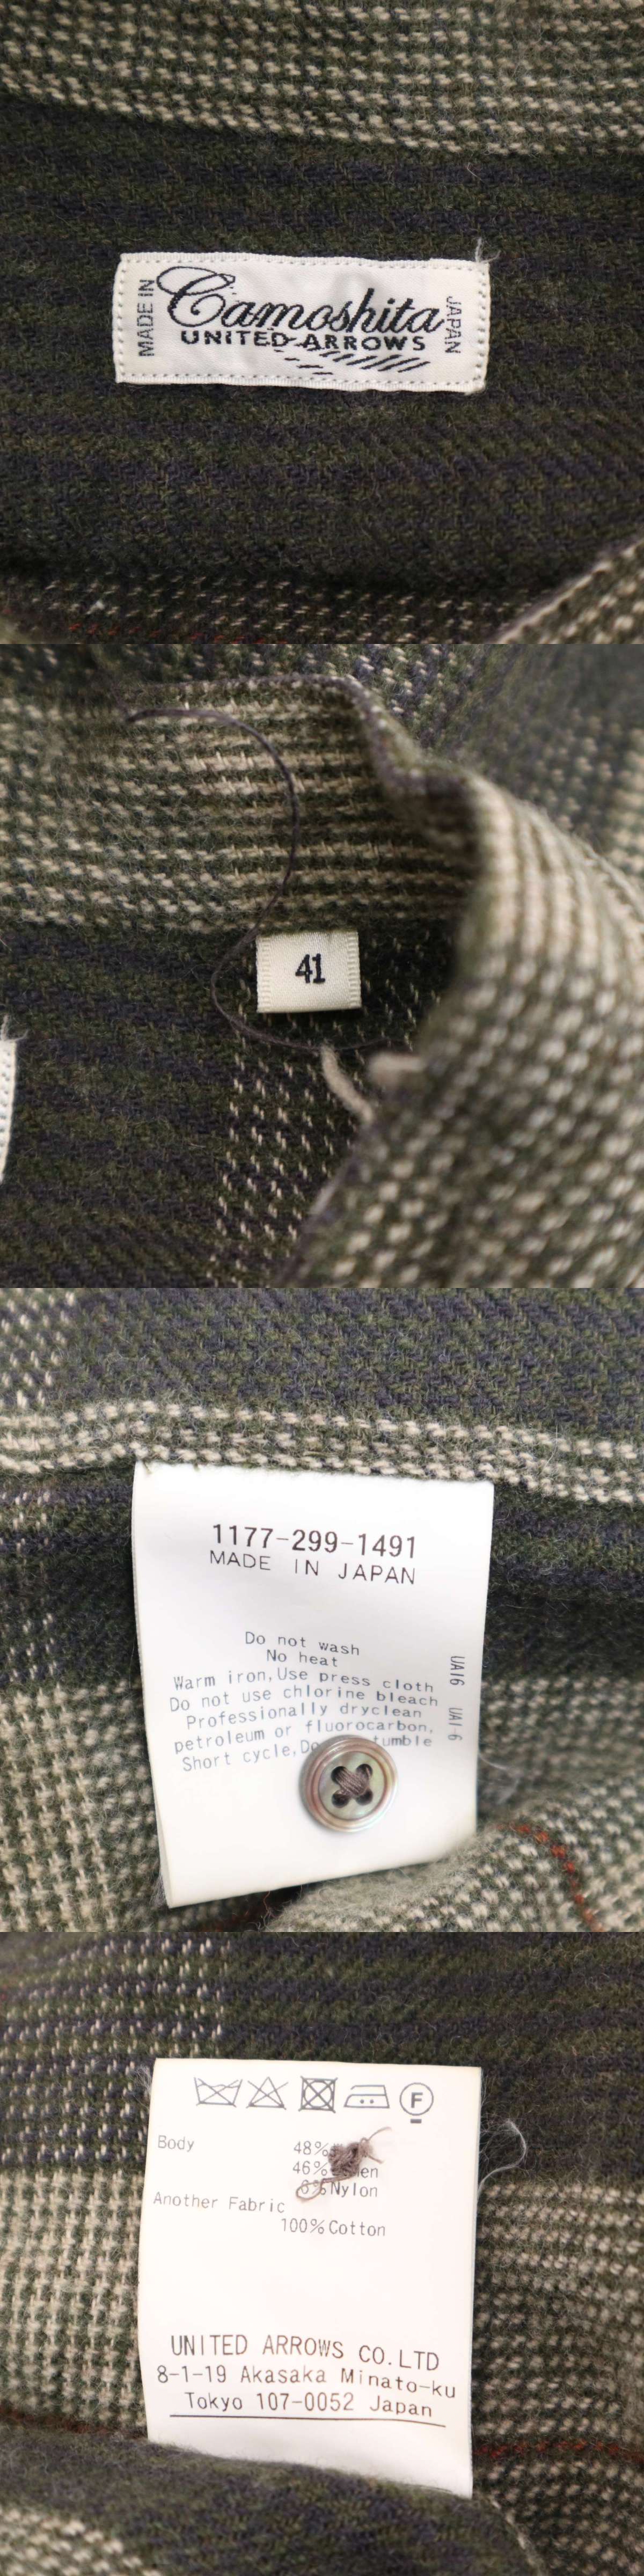 MADE IN
Camoshita
JAPAN
UNITED ARROWS
41
1177-299-1491
MADE IN JAPAN
Do not wash
No heat
Warm iron,Use press cloth
Do not use chlorine bleach
Professionally dryclean
petroleum or fluorocarbon,
Short cycle, tumble
UA16 UA1-6
F
Body
48%
46%
6%Nylon
Another Fabric
100%Cotton
UNITED ARROWS CO.LTD
8-1-19 Akasaka Minato-ku
Tokyo 107-0052 Japan